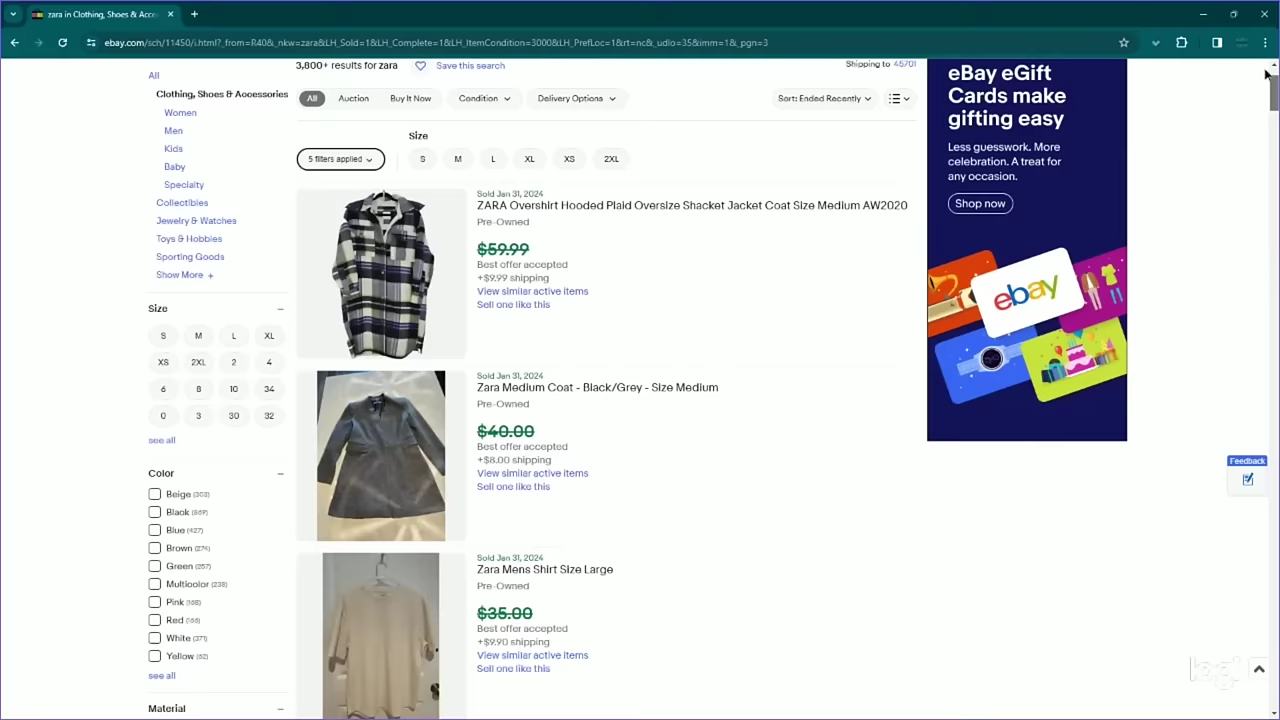 zara in Clothing, Shoes & Acce
ebay.com/sch/11450/i.html?_from=R40&_nkw=zara&LH_Sold=1&LH_Complete=1&LH_ItemCondition=3000&LH_PrefLoc=1&rt=nc&_udlo=35&imm=1&_pgn=3
3,800+ results for zara
Save this search
Shipping to 45701
All
Clothing, Shoes & Accessories
Women
Men
Kids
Baby
Specialty
Collectibles
Jewelry & Watches
Toys & Hobbies
Sporting Goods
Show More +
All Auction Buy It Now Condition Delivery Options
Sort: Ended Recently
Size
5 filters applied
S M L XL XS 2XL
Size
S M L XL
XS 2XL 2 4
6 8 10 34
0 3 30 32
see all
Color
Beige (303)
Black (869)
Blue (427)
Brown (274)
Green (257)
Multicolor (238)
Pink (168)
Red (166)
White (371)
Yellow (62)
see all
Material
Sold Jan 31, 2024
ZARA Overshirt Hooded Plaid Oversize Shacket Jacket Coat Size Medium AW2020
Pre-Owned
$59.99
Best offer accepted
+$9.99 shipping
View similar active items
Sell one like this
Sold Jan 31, 2024
Zara Medium Coat - Black/Grey - Size Medium
Pre-Owned
$40.00
Best offer accepted
+$8.00 shipping
View similar active items
Sell one like this
Sold Jan 31, 2024
Zara Mens Shirt Size Large
Pre-Owned
$35.00
Best offer accepted
+$9.90 shipping
View similar active items
Sell one like this
eBay eGift
Cards make
gifting easy
Less guesswork. More
celebration. A treat for
any occasion.
Shop now
ebay
Feedback